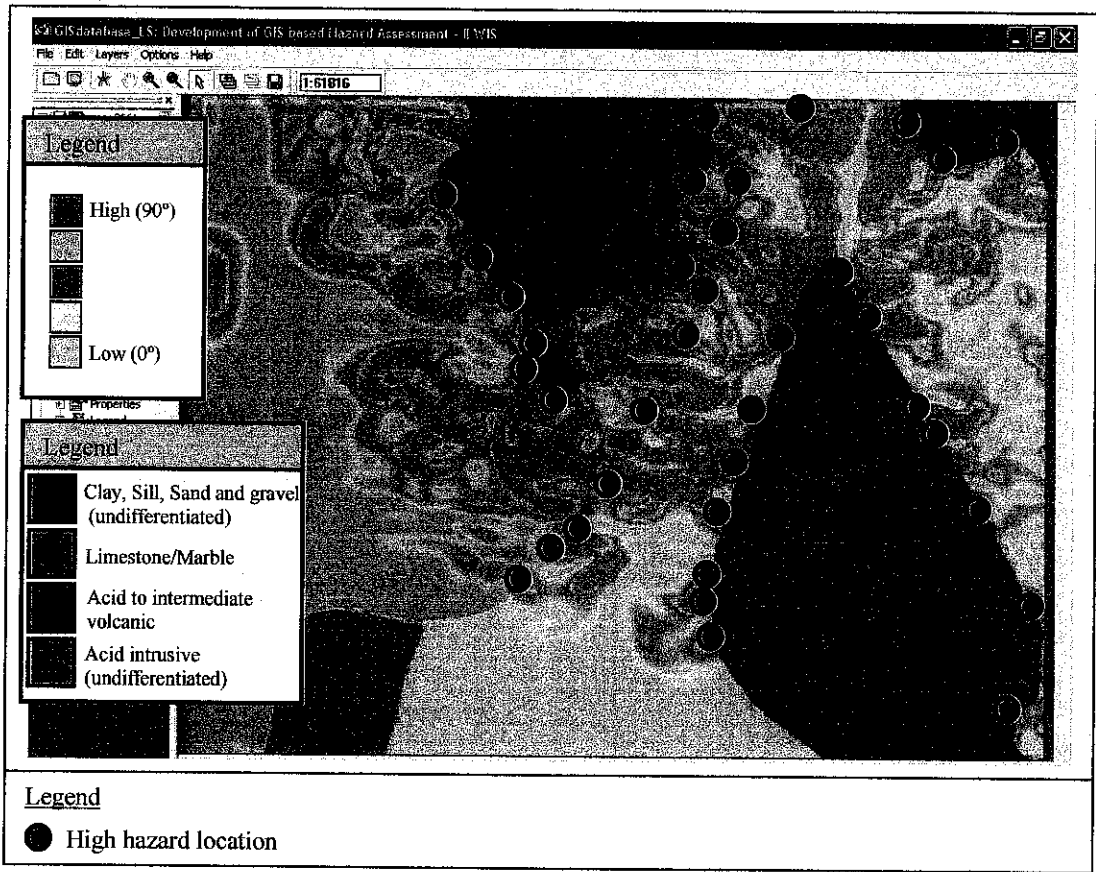 GISdatabase_LS: Development of GIS based Hazard Assessment - ILWIS
File Edit Layers Options Help
1:61816
Legend
High (90°)
Low (0°)
Properties
Legend
Clay, Sill, Sand and gravel
(undifferentiated)
Limestone/Marble
Acid to intermediate
volcanic
Acid intrusive
(undifferentiated)
Legend
High hazard location